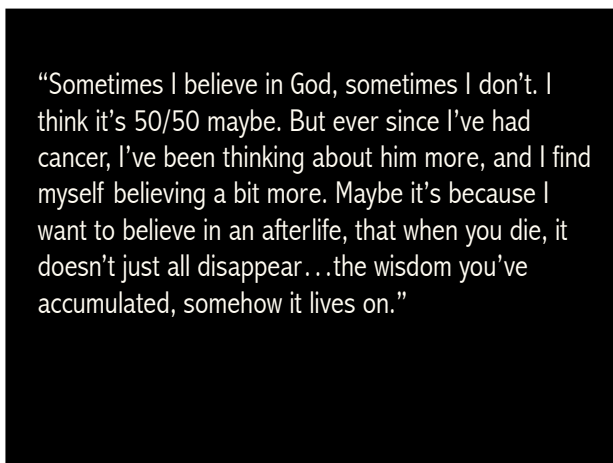 “Sometimes I believe in God, sometimes I don’t. I
think it’s 50/50 maybe. But ever since I’ve had
cancer, I’ve been thinking about him more, and I find
myself believing a bit more. Maybe it’s because I
want to believe in an afterlife, that when you die, it
doesn’t just all disappear…the wisdom you’ve
accumulated, somehow it lives on.”